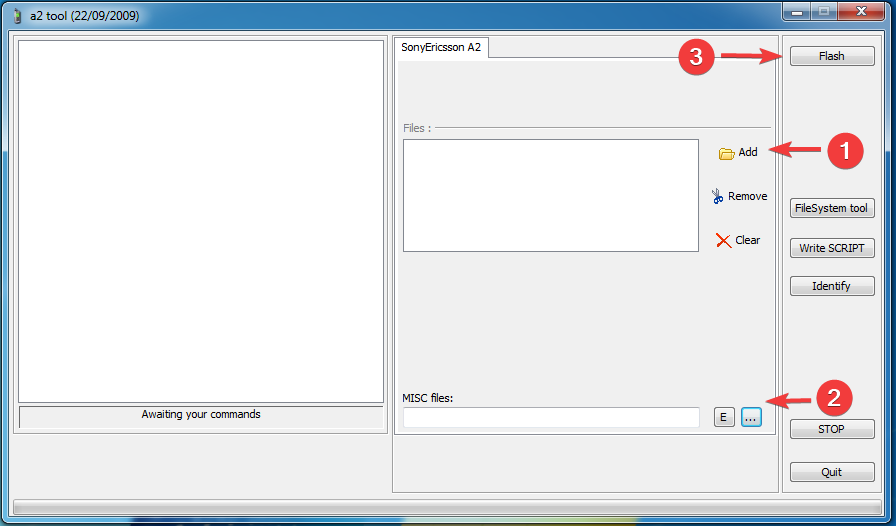 a2 tool (22/09/2009)
SonyEricsson A2
3
Flash
Files :
Add
1
Remove
FileSystem tool
Clear
Write SCRIPT
Identify
MISC files:
2
Awaiting your commands
E
...
STOP
Quit